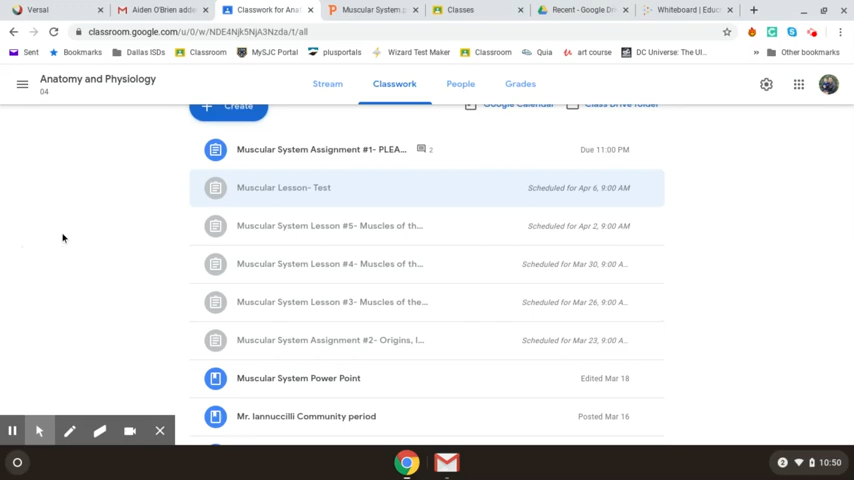 Versal
Aiden O'Brien adde
Classwork for Anat
Muscular System p
Classes
Recent - Google Dri
Whiteboard | Educ
classroom.google.com/u/0/w/NDE4Njk5NjA3Nzda/t/all
Sent
Bookmarks
Dallas ISDs
Classroom
MySJC Portal
plusportals
Wizard Test Maker
Classroom
Quia
art course
DC Universe: The Ul...
»
Other bookmarks
Anatomy and Physiology
04
Stream
Classwork
People
Grades
+ Create
Google Calendar
Class Drive folder
Muscular System Assignment #1- PLEA...
2
Due 11:00 PM
Muscular Lesson- Test
Scheduled for Apr 6, 9:00 AM
Muscular System Lesson #5- Muscles of th...
Scheduled for Apr 2, 9:00 AM
Muscular System Lesson #4- Muscles of th...
Scheduled for Mar 30, 9:00 A...
Muscular System Lesson #3- Muscles of the...
Scheduled for Mar 26, 9:00 A...
Muscular System Assignment #2- Origins, I...
Scheduled for Mar 23, 9:00 A...
Muscular System Power Point
Edited Mar 18
Mr. Iannuccilli Community period
Posted Mar 16
2
10:50